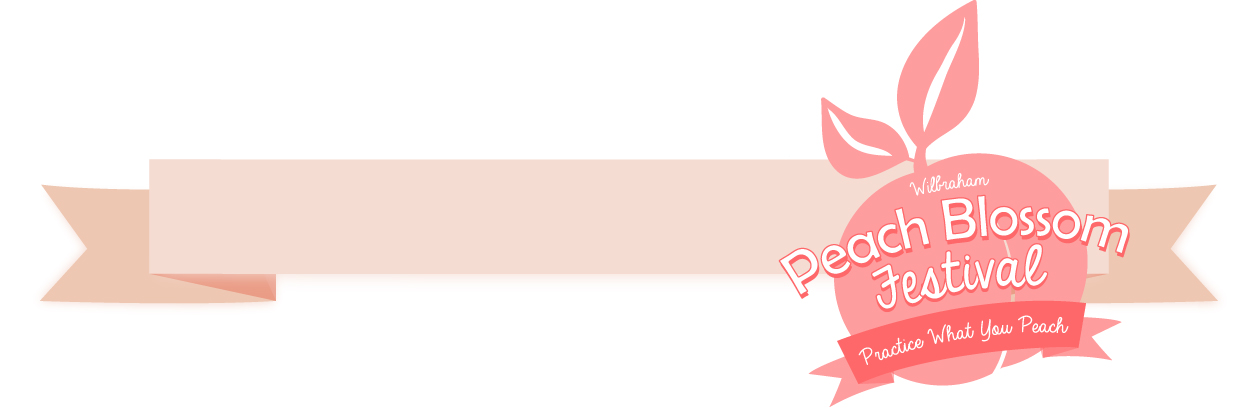 Wilbraham
Peach Blossom
Festival
Practice What You Peach